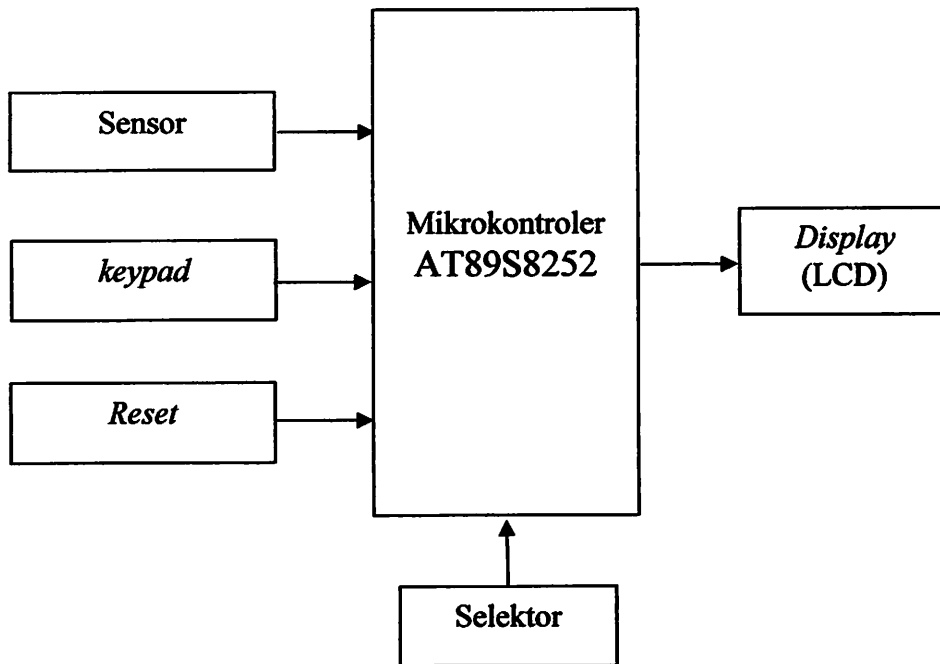 Sensor
keypad
Reset
Mikrokontroler
AT89S8252
Display
(LCD)
Selektor